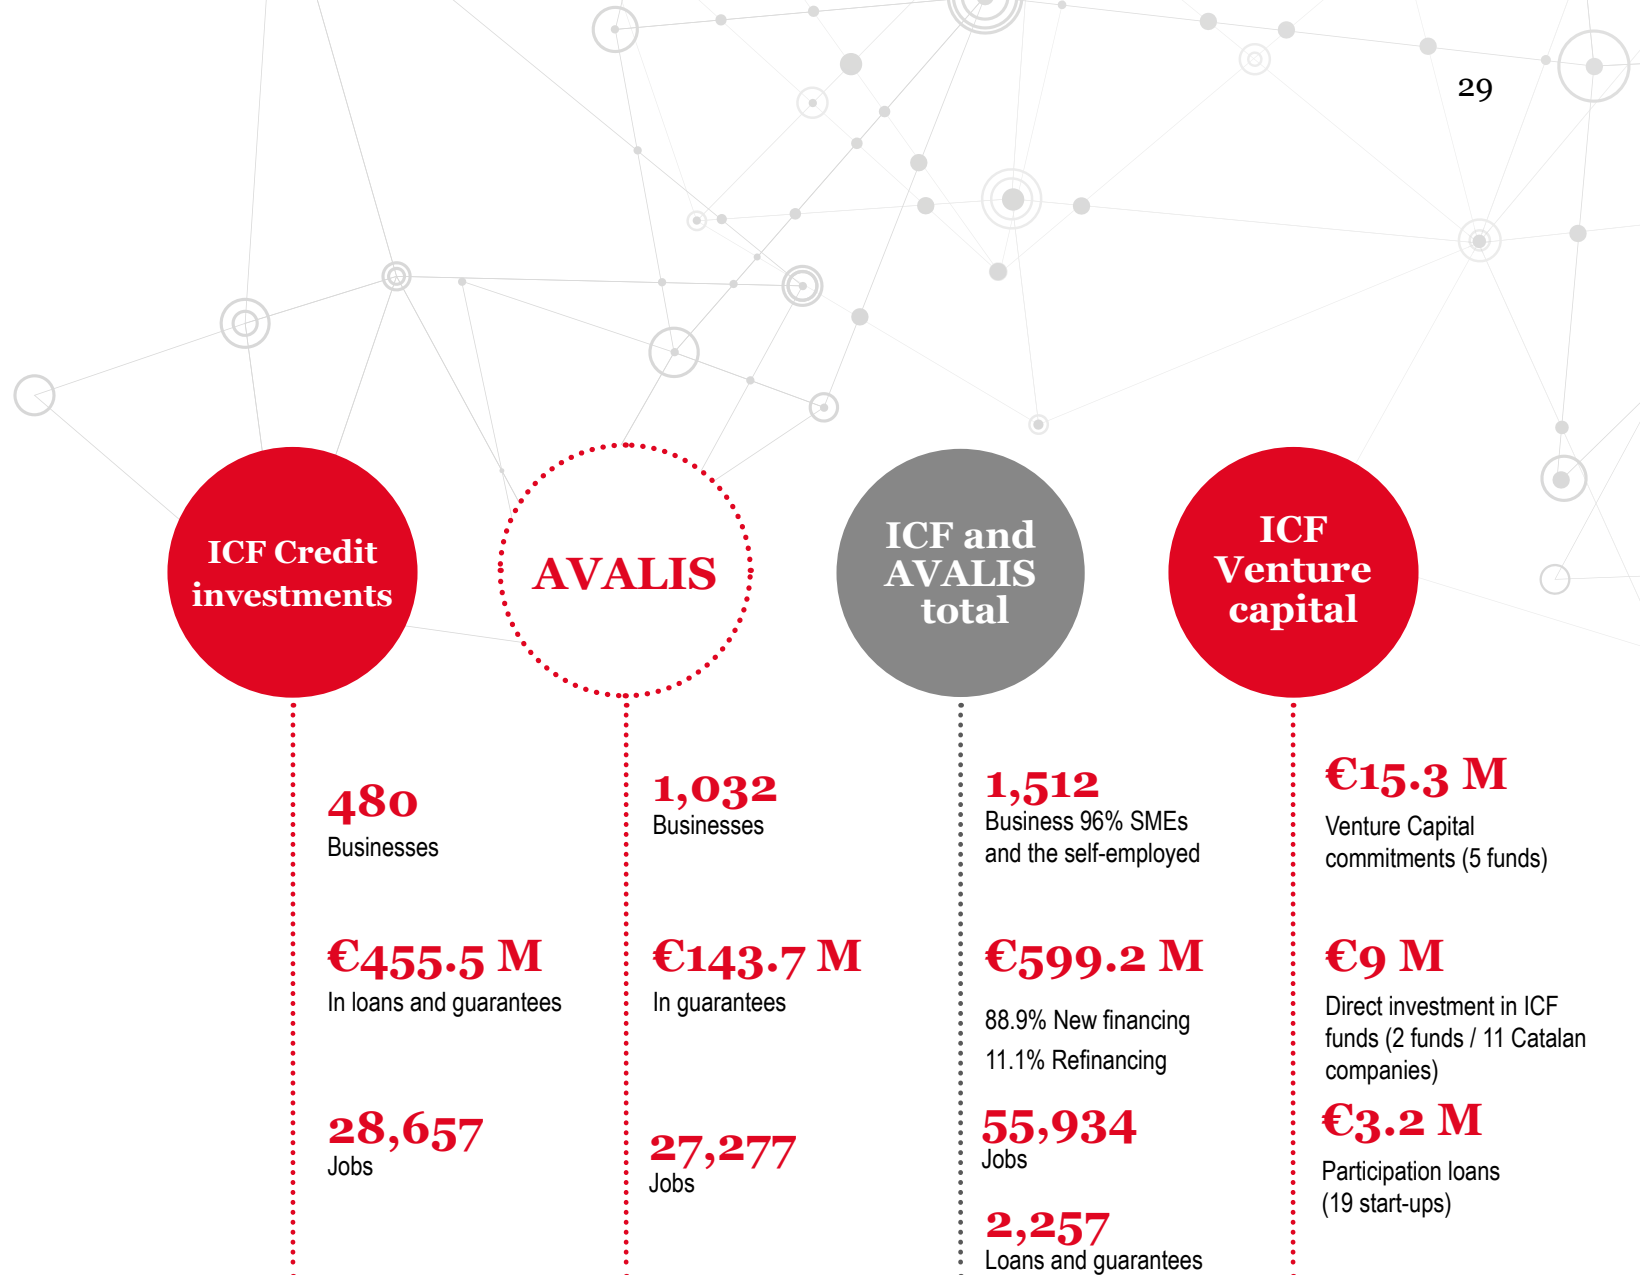 29
ICF Credit
investments
480
Businesses
€455.5 M
In loans and guarantees
28,657
Jobs
AVALIS
1,032
Businesses
€143.7 M
In guarantees
27,277
Jobs
ICF and
AVALIS
total
1,512
Business 96% SMEs
and the self-employed
€599.2 M
88.9% New financing
11.1% Refinancing
55,934
Jobs
2,257
Loans and guarantees
ICF
Venture
capital
€15.3 M
Venture Capital
commitments (5 funds)
€9 M
Direct investment in ICF
funds (2 funds / 11 Catalan
companies)
€3.2 M
Participation loans
(19 start-ups)